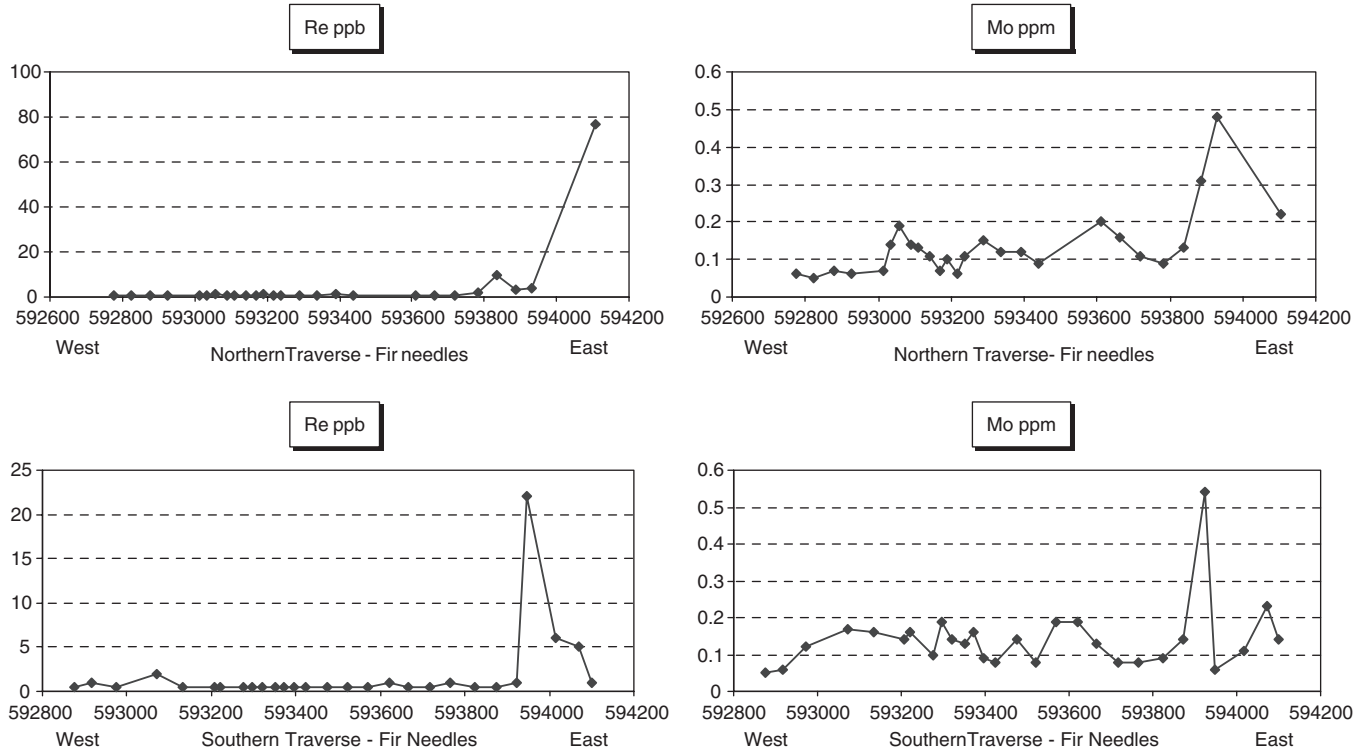 Re ppb
Mo ppm
100
80
60
40
20
0
592600 592800 593000 593200 593400 593600 593800 594000 594200
West NorthernTraverse - Fir needles East
0.6
0.5
0.4
0.3
0.2
0.1
0
592600 592800 593000 593200 593400 593600 593800 594000 594200
West Northern Traverse- Fir needles East
Re ppb
Mo ppm
25
20
15
10
5
0
592800 593000 593200 593400 593600 593800 594000 594200
West Southern Traverse - Fir Needles East
0.6
0.5
0.4
0.3
0.2
0.1
0
592800 593000 593200 593400 593600 593800 594000 594200
West SouthernTraverse - Fir Needles East